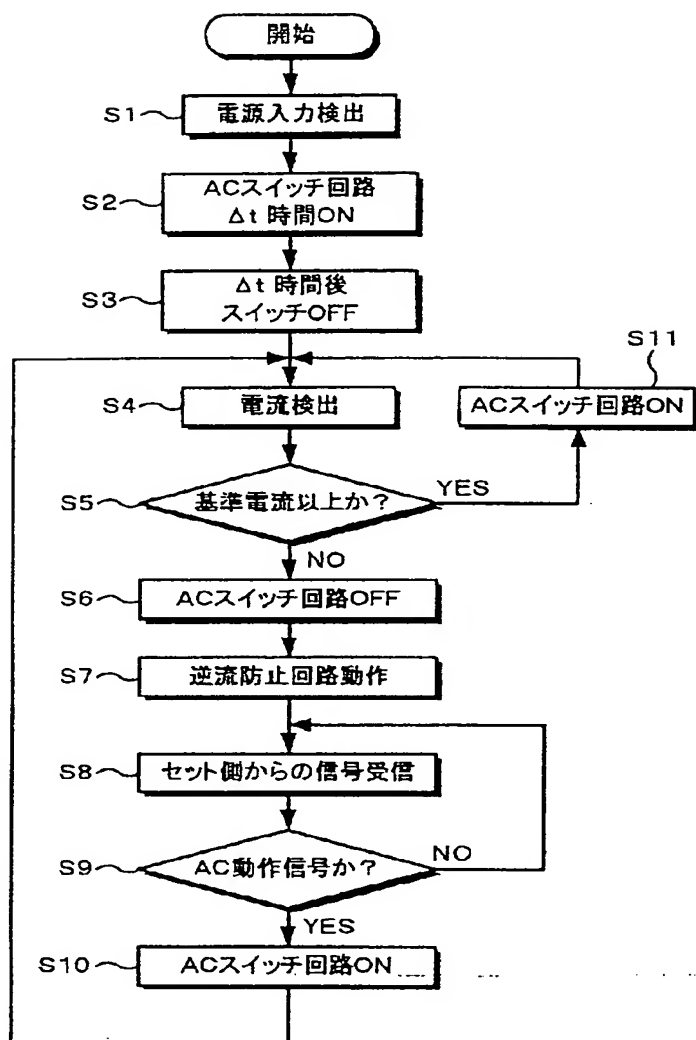 開始
S1 電源入力検出
S2 ACスイッチ回路
Δt 時間ON
S3 Δt 時間後
スイッチOFF
S11
S4 電流検出
ACスイッチ回路ON
S5 基準電流以上か？ YES
NO
S6 ACスイッチ回路OFF
S7 逆流防止回路動作
S8 セット側からの信号受信
S9 AC動作信号か？ NO
YES
S10 ACスイッチ回路ON